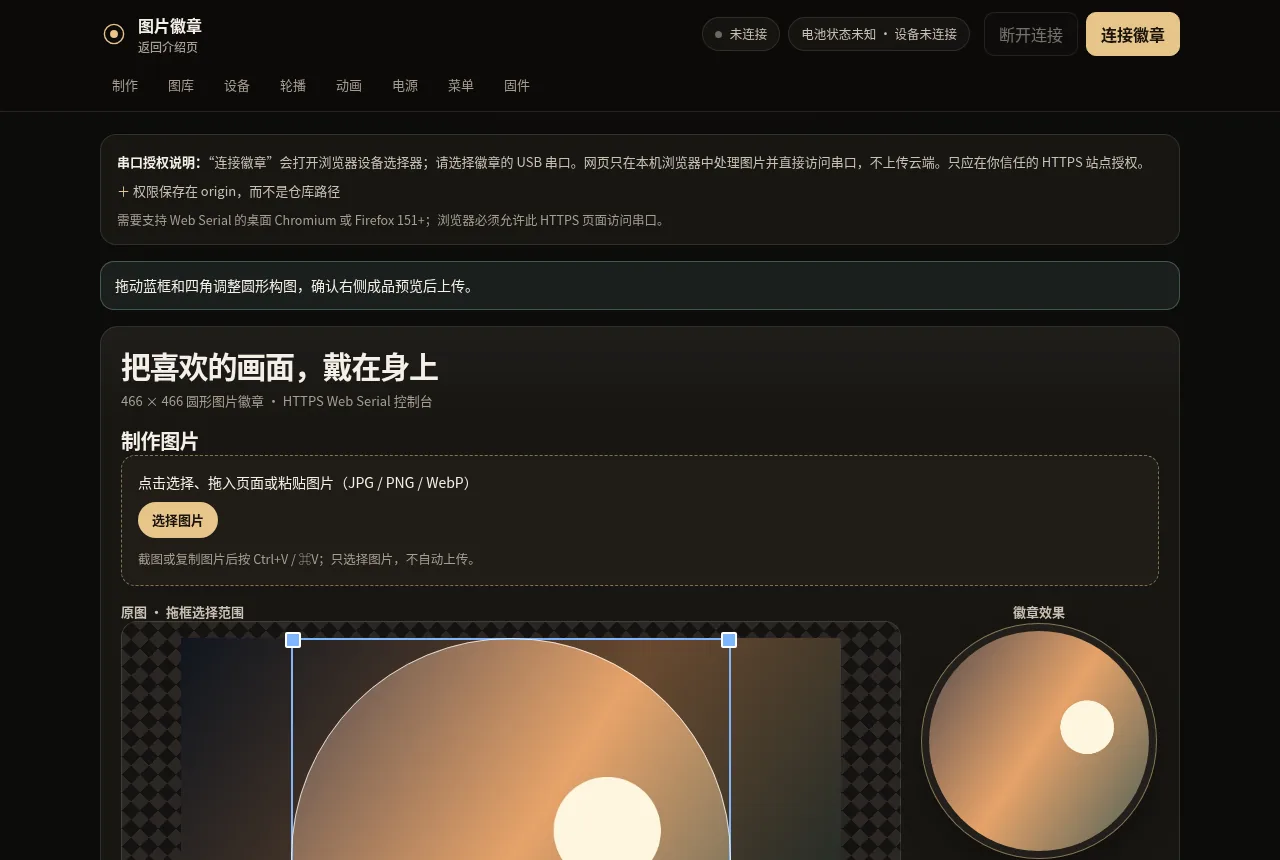 图片徽章
返回介绍页
未连接
电池状态未知 · 设备未连接
断开连接
连接徽章
制作 图库 设备 轮播 动画 电源 菜单 固件
串口授权说明：“连接徽章”会打开浏览器设备选择器；请选择徽章的 USB 串口。网页只在本机浏览器中处理图片并直接访问串口，不上传云端。只应在你信任的 HTTPS 站点授权。
＋ 权限保存在 origin，而不是仓库路径
需要支持 Web Serial 的桌面 Chromium 或 Firefox 151+；浏览器必须允许此 HTTPS 页面访问串口。
拖动蓝框和四角调整圆形构图，确认右侧成品预览后上传。
把喜欢的画面，戴在身上
466 × 466 圆形图片徽章 · HTTPS Web Serial 控制台
制作图片
点击选择、拖入页面或粘贴图片（JPG / PNG / WebP）
选择图片
截图或复制图片后按 Ctrl+V / ⌘V；只选择图片，不自动上传。
原图 · 拖框选择范围
徽章效果